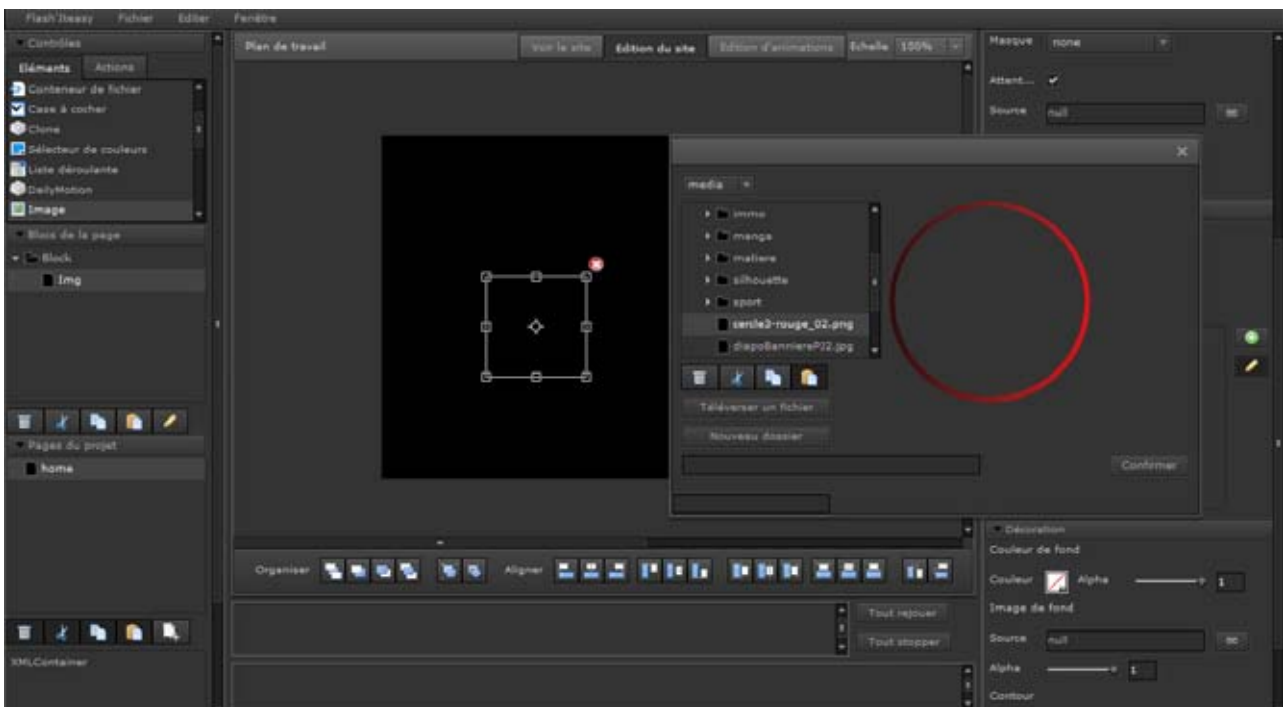 Flash'Iteasy Fichier Editer Fenêtre
Contrôles
Eléments Actions
Conteneur de fichier
Case à cocher
Clone
Sélecteur de couleurs
Liste déroulante
DailyMotion
Image
Blocs de la page
Block
Img
Pages du projet
home
XMLContainer
Plan de travail Voir le site Edition du site Edition d'animations Echelle 100%
media
immo
manga
matiere
silhouette
sport
cercle3-rouge_02.png
diapoBannierePJ2.jpg
Téléverser un fichier
Nouveau dossier
Confirmer
Organiser Aligner
Tout rejouer
Tout stopper
Masque none
Attent...
Source null
Décoration
Couleur de fond
Couleur Alpha 1
Image de fond
Source null
Alpha 1
Contour